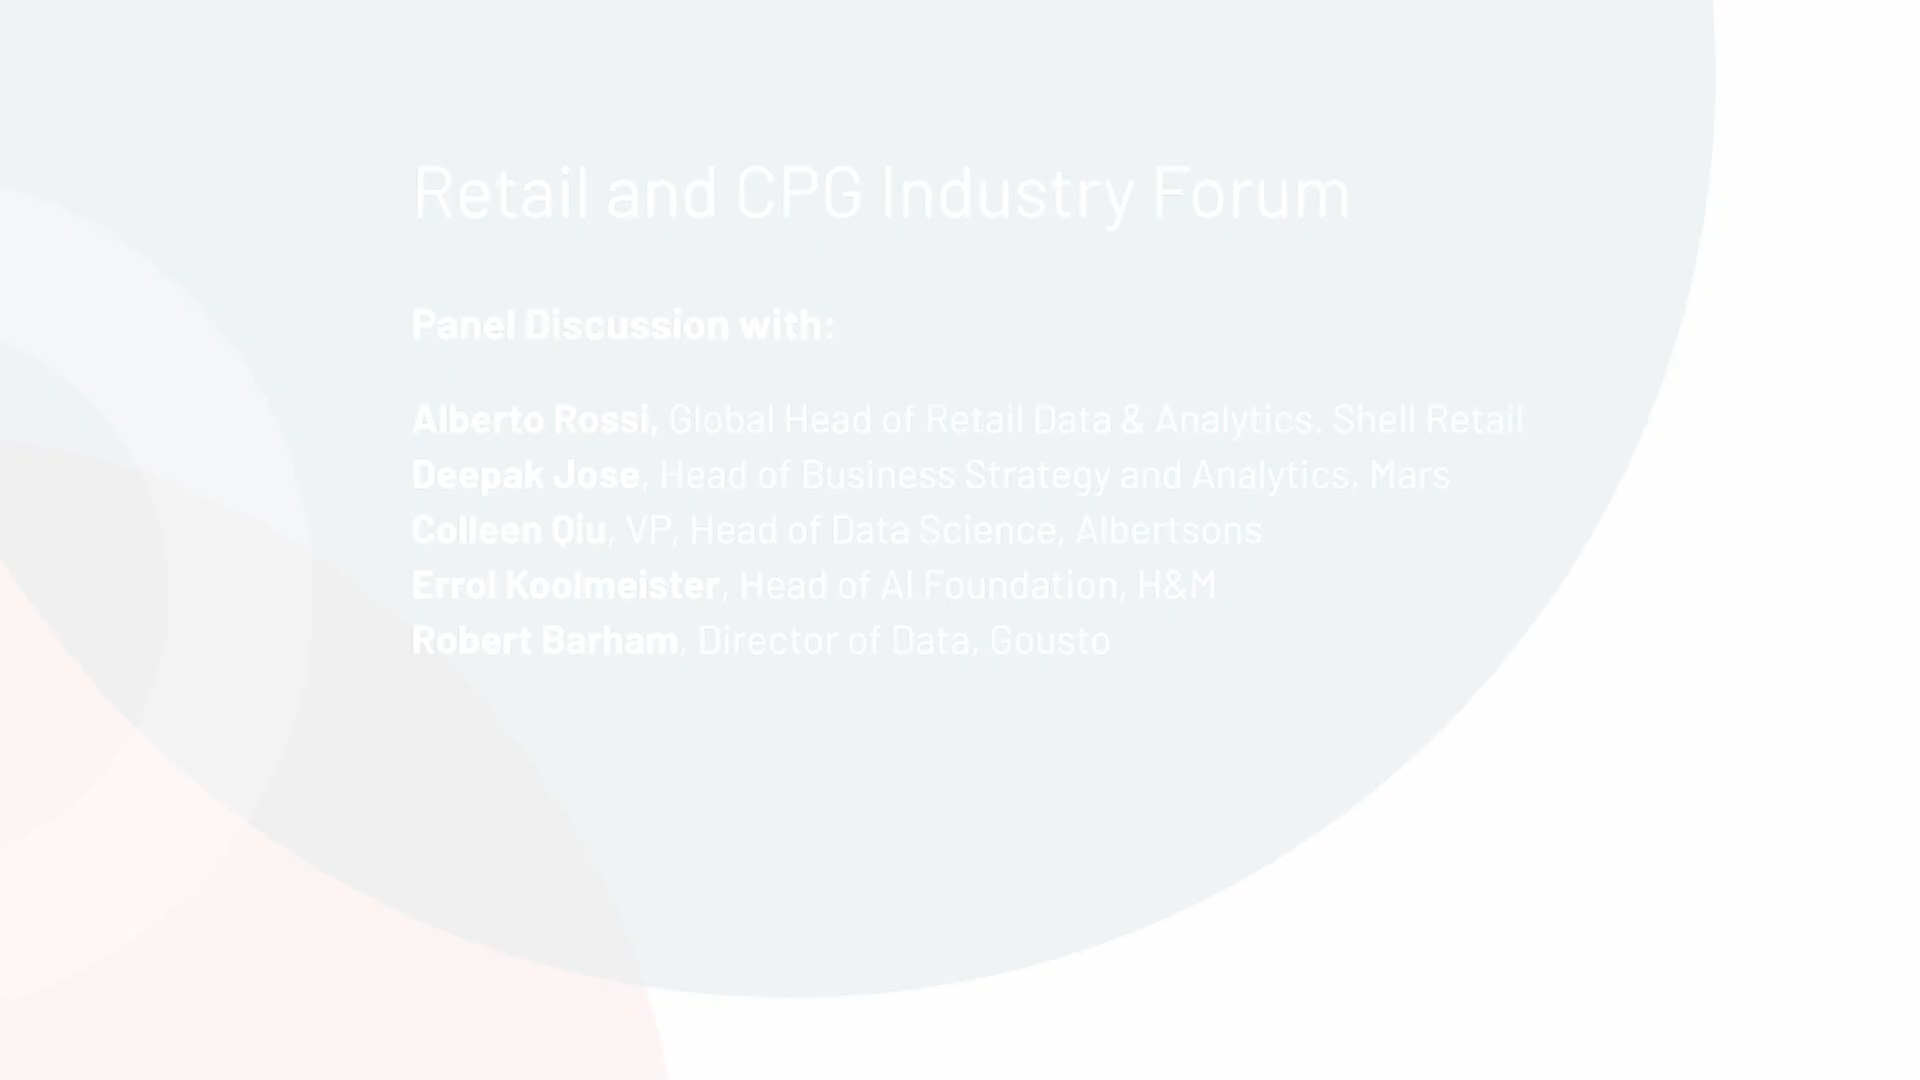 Retail and CPG Industry Forum
Panel Discussion with:
Alberto Rossi, Global Head of Retail Data & Analytics. Shell Retail
Deepak Jose, Head of Business Strategy and Analytics, Mars
Colleen Qiu, VP, Head of Data Science, Albertsons
Errol Koolmeister, Head of AI Foundation, H&M
Robert Barham, Director of Data, Gousto